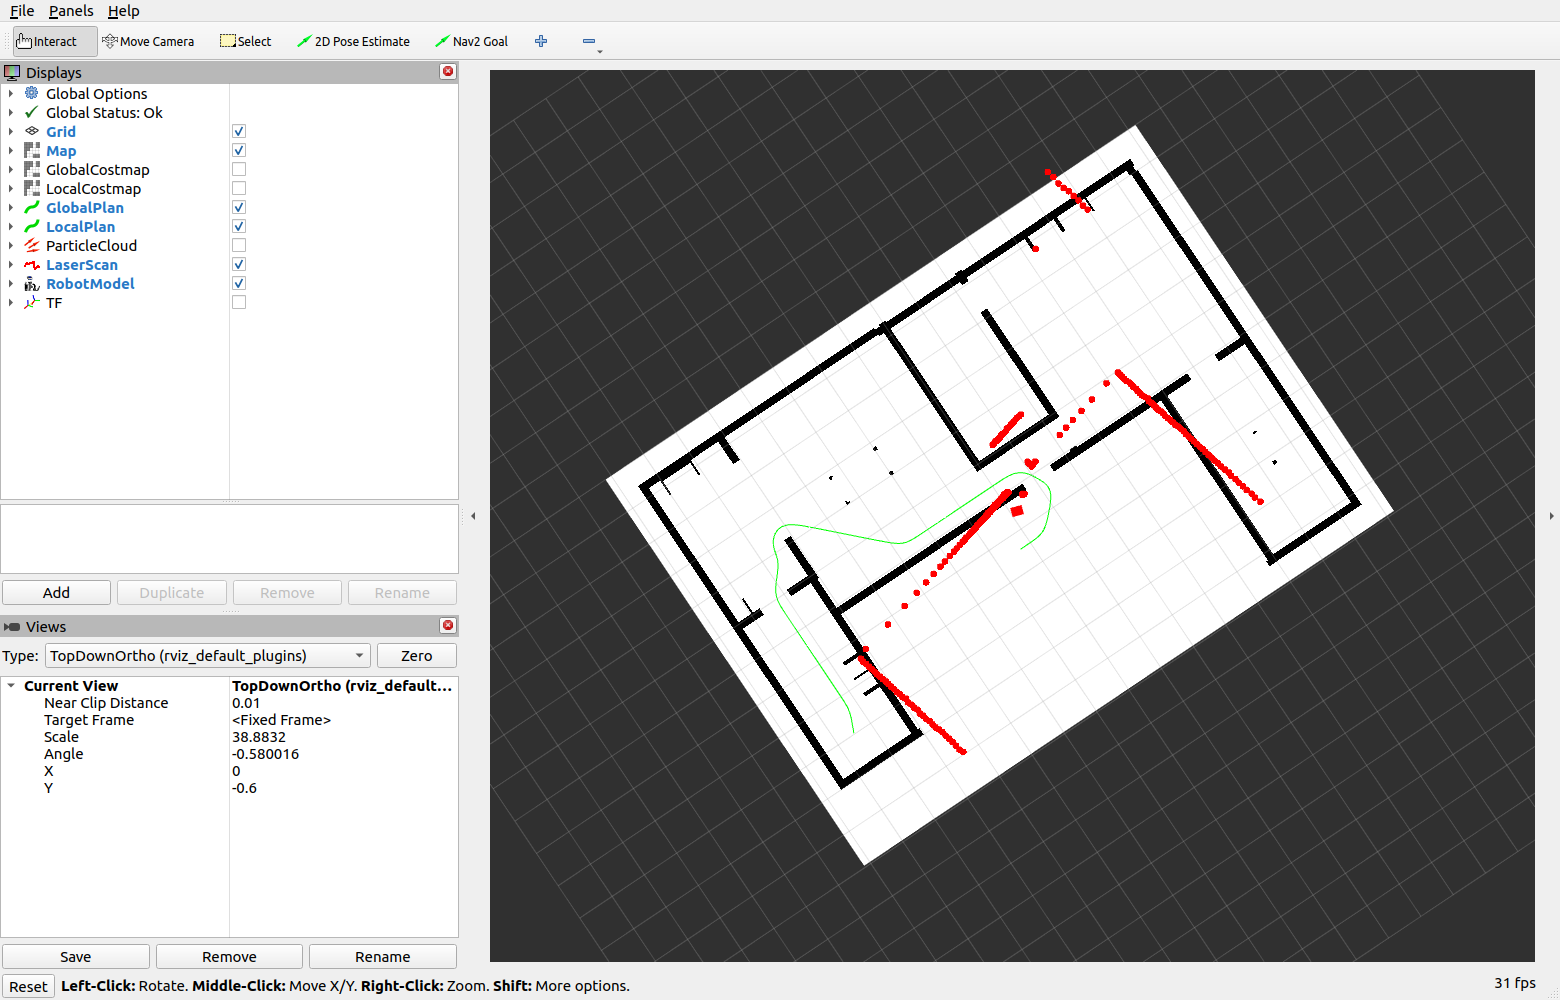 File Panels Help
Interact Move Camera Select 2D Pose Estimate Nav2 Goal
Displays
Global Options
Global Status: Ok
Grid
Map
GlobalCostmap
LocalCostmap
GlobalPlan
LocalPlan
ParticleCloud
LaserScan
RobotModel
TF
Add Duplicate Remove Rename
Views
Type: TopDownOrtho (rviz_default_plugins) Zero
Current View TopDownOrtho (rviz_default...
Near Clip Distance 0.01
Target Frame <Fixed Frame>
Scale 38.8832
Angle -0.580016
X 0
Y -0.6
Save Remove Rename
Reset Left-Click: Rotate. Middle-Click: Move X/Y. Right-Click: Zoom. Shift: More options. 31 fps